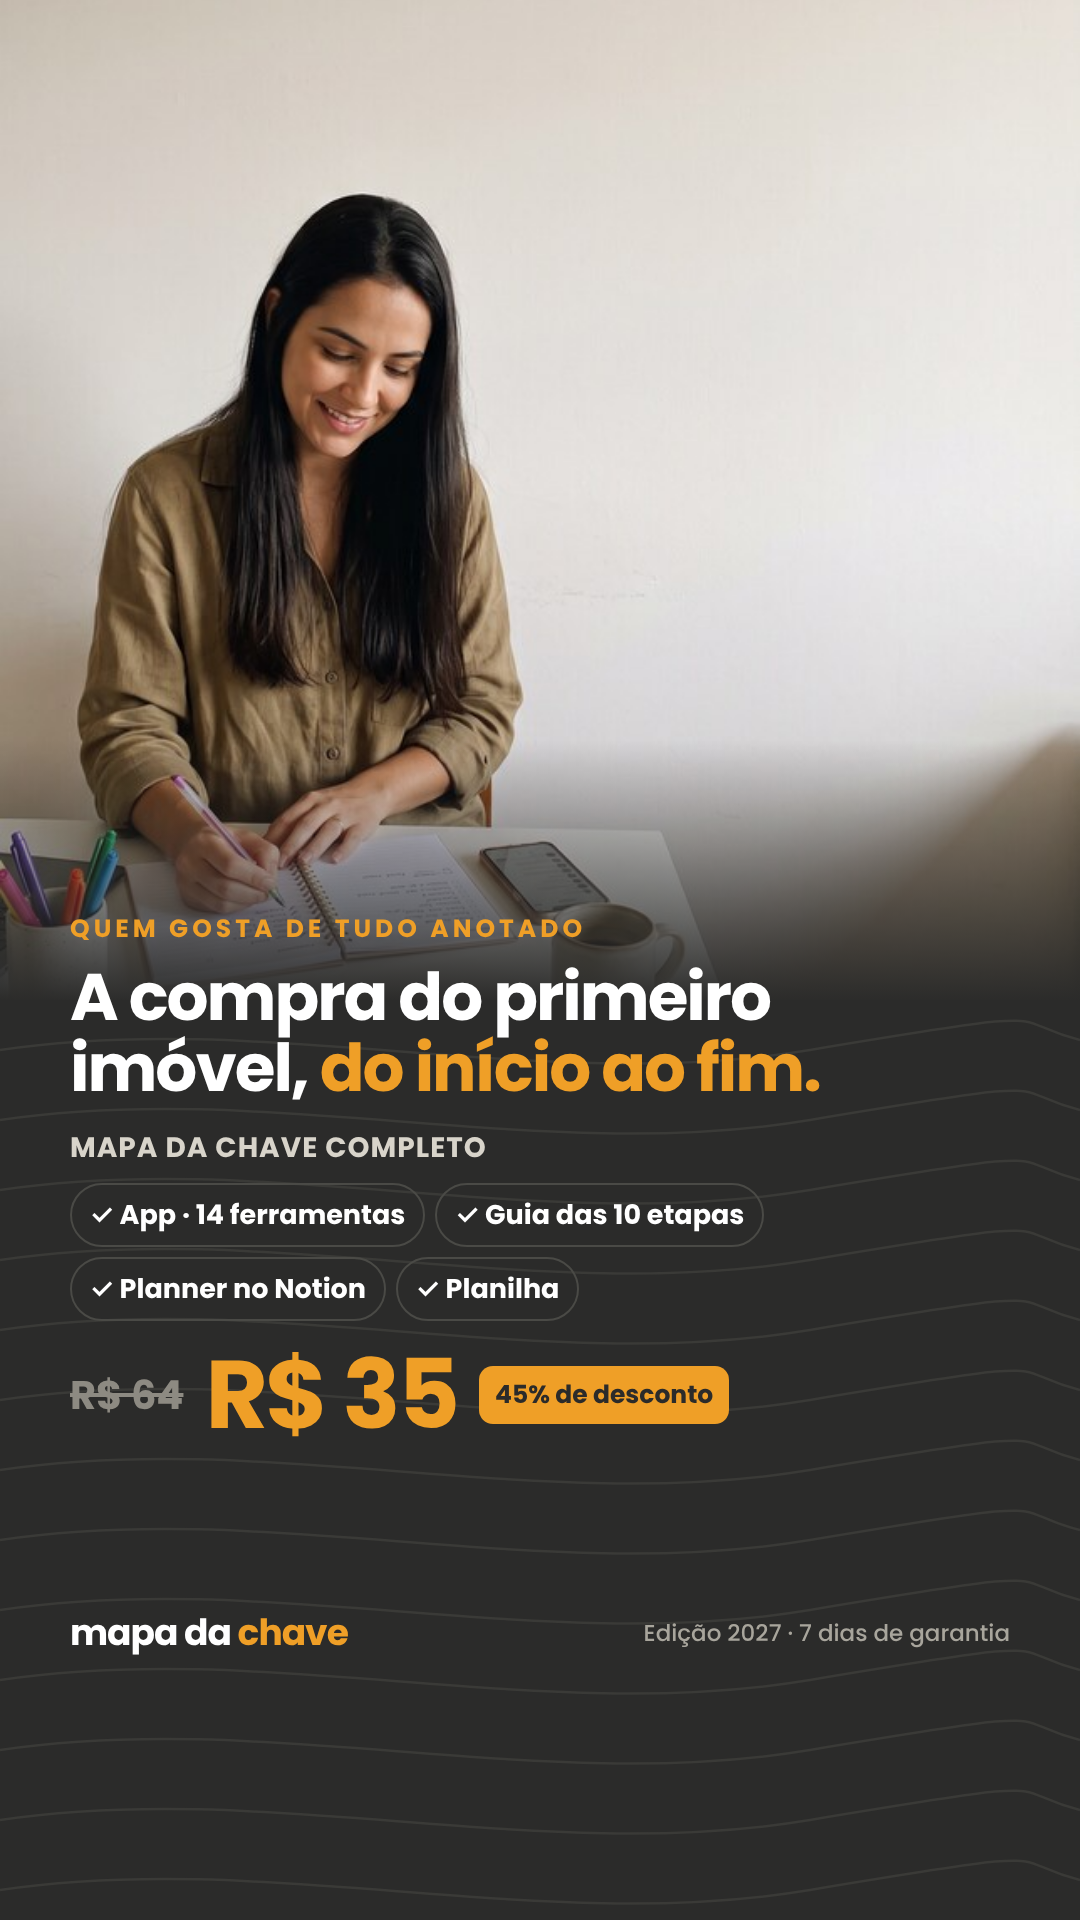 QUEM GOSTA DE TUDO ANOTADO
A compra do primeiro
imóvel, do início ao fim.
MAPA DA CHAVE COMPLETO
✓ App · 14 ferramentas ✓ Guia das 10 etapas
✓ Planner no Notion ✓ Planilha
R$ 64 R$ 35 45% de desconto
mapa da chave Edição 2027 · 7 dias de garantia